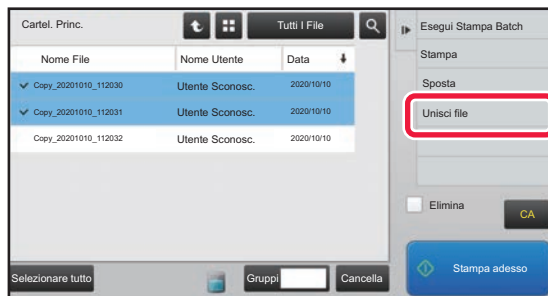 Cartel. Princ.
Tutti I File
Nome File Nome Utente Data
Copy_20201010_112030 Utente Sconosc. 2020/10/10
Copy_20201010_112031 Utente Sconosc. 2020/10/10
Copy_20201010_112032 Utente Sconosc. 2020/10/10
Selezionare tutto Gruppi Cancella
Esegui Stampa Batch
Stampa
Sposta
Unisci file
Elimina
CA
Stampa adesso